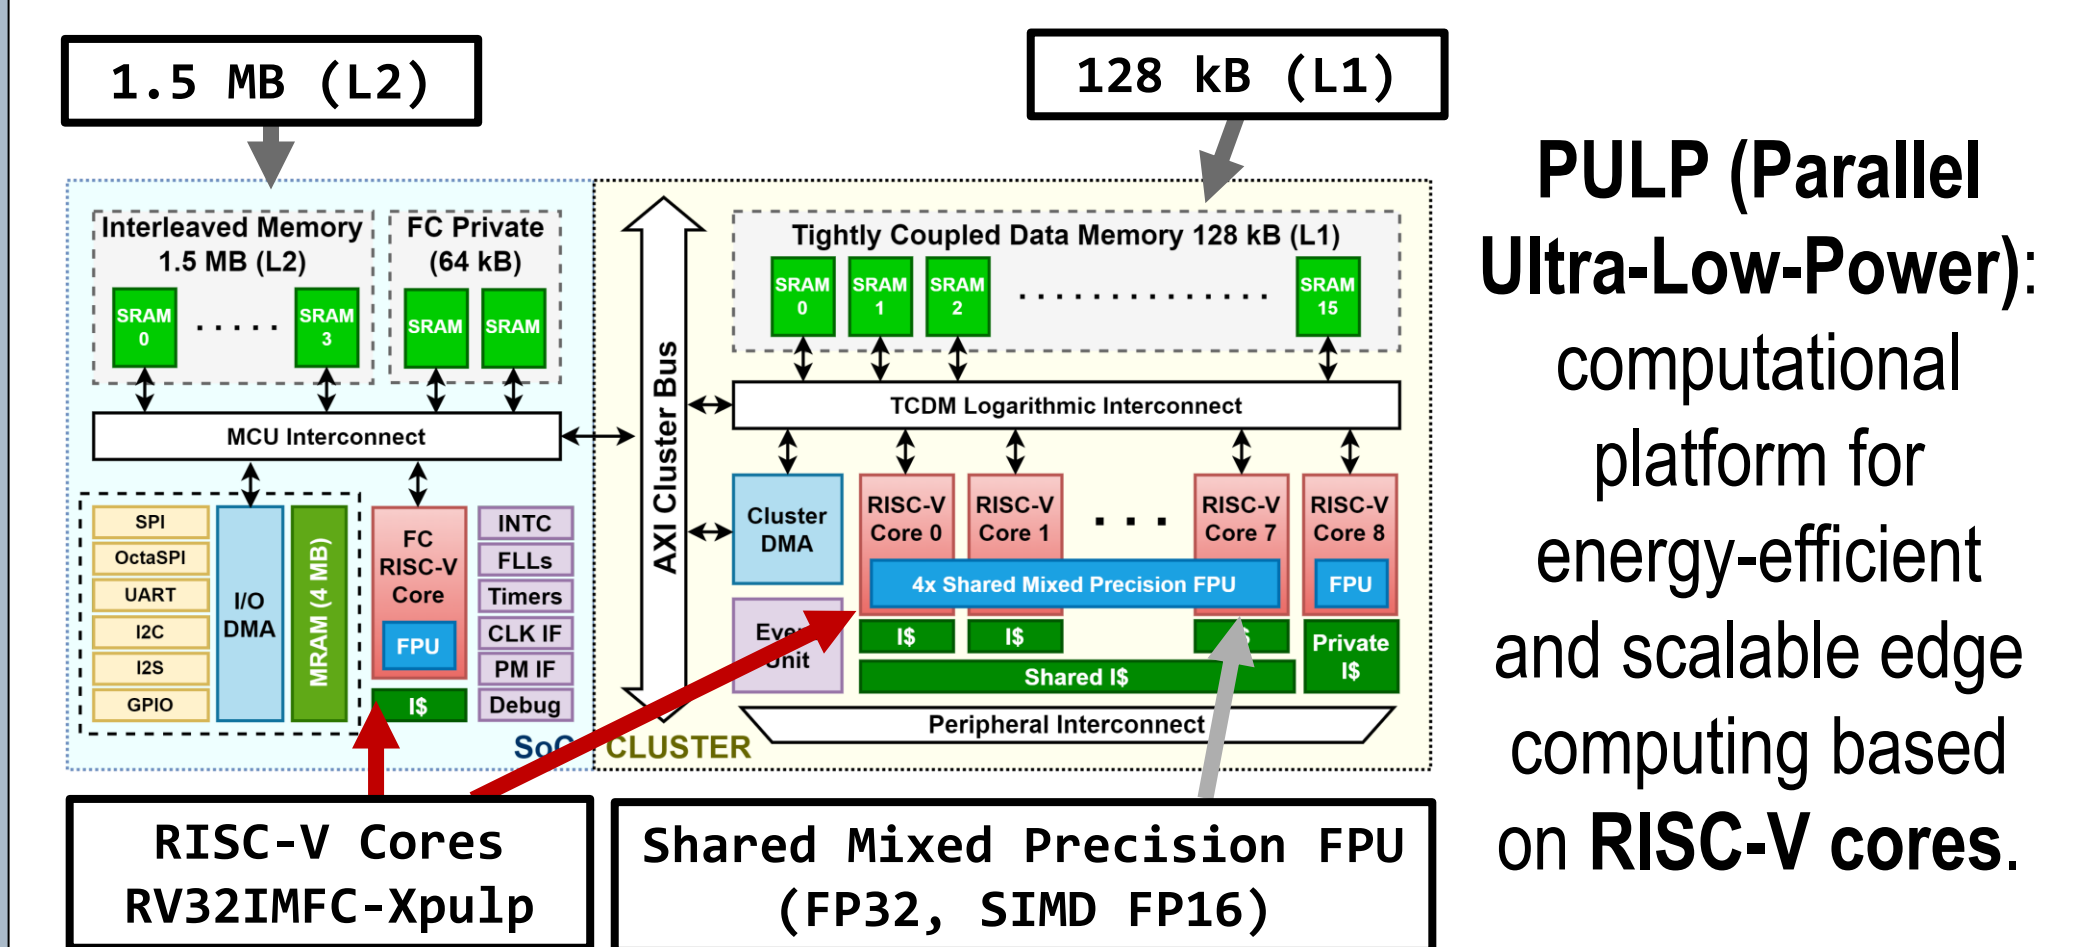 1.5 MB (L2)
128 kB (L1)
Interleaved Memory
1.5 MB (L2)
FC Private
(64 kB)
SRAM
0
. . . . .
SRAM
3
SRAM
SRAM
MCU Interconnect
SPI
OctaSPI
UART
I2C
I2S
GPIO
I/O
DMA
MRAM (4 MB)
FC
RISC-V
Core
FPU
I$
INTC
FLLs
Timers
CLK IF
PM IF
Debug
SoC
AXI Cluster Bus
Tightly Coupled Data Memory 128 kB (L1)
SRAM
0
SRAM
1
SRAM
2
. . . . . . . . . . . . . .
SRAM
15
TCDM Logarithmic Interconnect
Cluster
DMA
Event
Unit
RISC-V
Core 0
RISC-V
Core 1
. . .
RISC-V
Core 7
RISC-V
Core 8
4x Shared Mixed Precision FPU
FPU
I$
I$
I$
Shared I$
Private
I$
Peripheral Interconnect
CLUSTER
RISC-V Cores
RV32IMFC-Xpulp
Shared Mixed Precision FPU
(FP32, SIMD FP16)
PULP (Parallel
Ultra-Low-Power):
computational
platform for
energy-efficient
and scalable edge
computing based
on RISC-V cores.